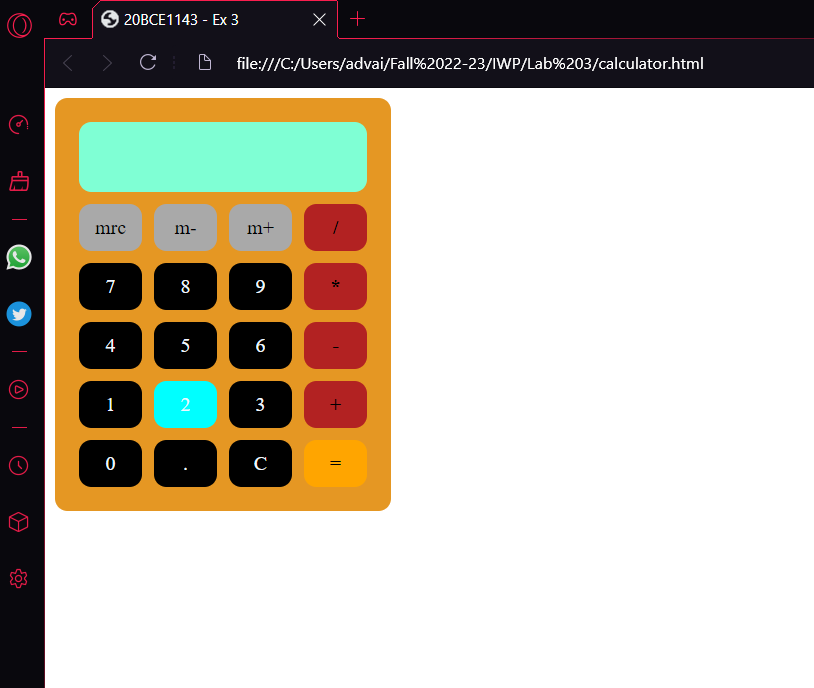 20BCE1143 - Ex 3
file:///C:/Users/advai/Fall%2022-23/IWP/Lab%203/calculator.html
mrc m- m+ /
7 8 9 *
4 5 6 -
1 2 3 +
0 . C =